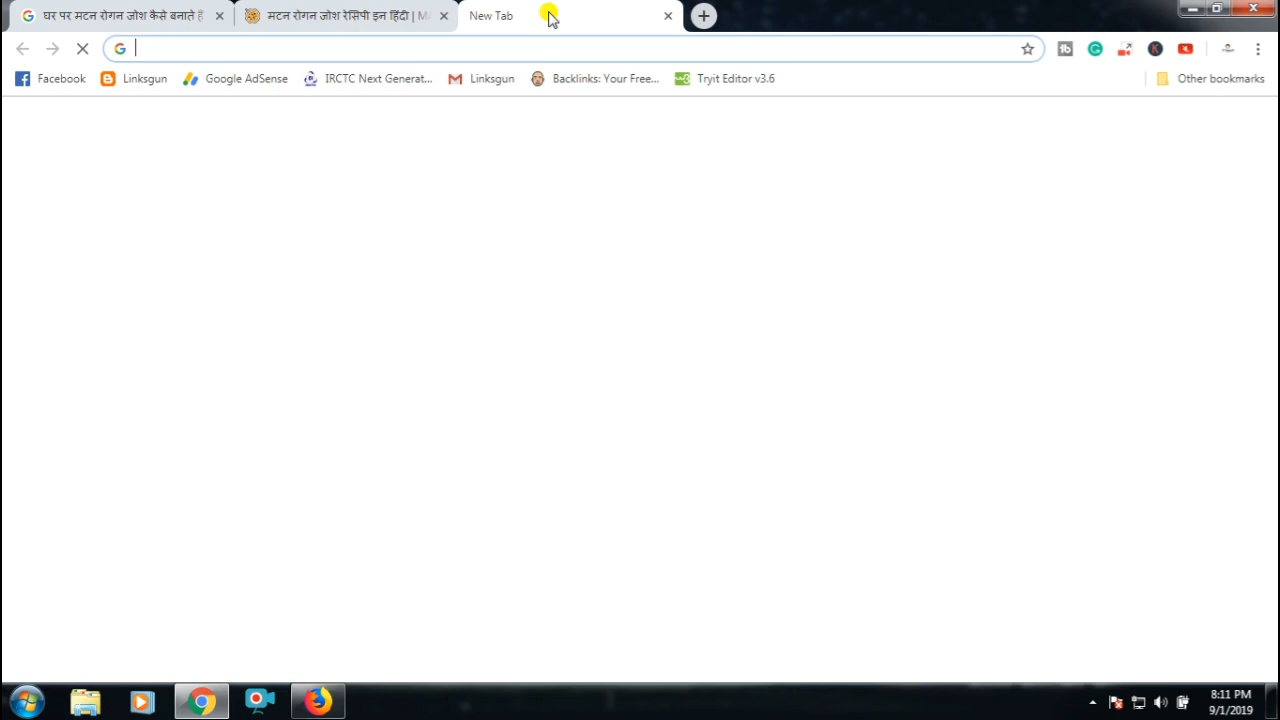 घर पर मटन रोगन जोश कैसे बनाते हैं
मटन रोगन जोश रेसिपी इन हिंदी | M
New Tab
Facebook
Linksgun
Google AdSense
IRCTC Next Generat...
Linksgun
Backlinks: Your Free...
Tryit Editor v3.6
Other bookmarks
8:11 PM
9/1/2019